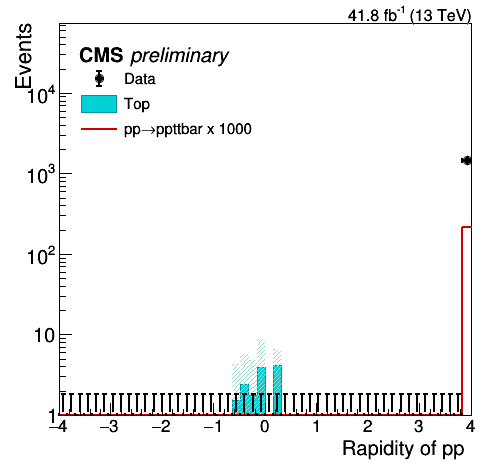 41.8 fb⁻¹ (13 TeV)
Events
CMS preliminary
Data
Top
pp→ppttbar x 1000
10⁴
10³
10²
10
1
−4 −3 −2 −1 0 1 2 3 4
Rapidity of pp